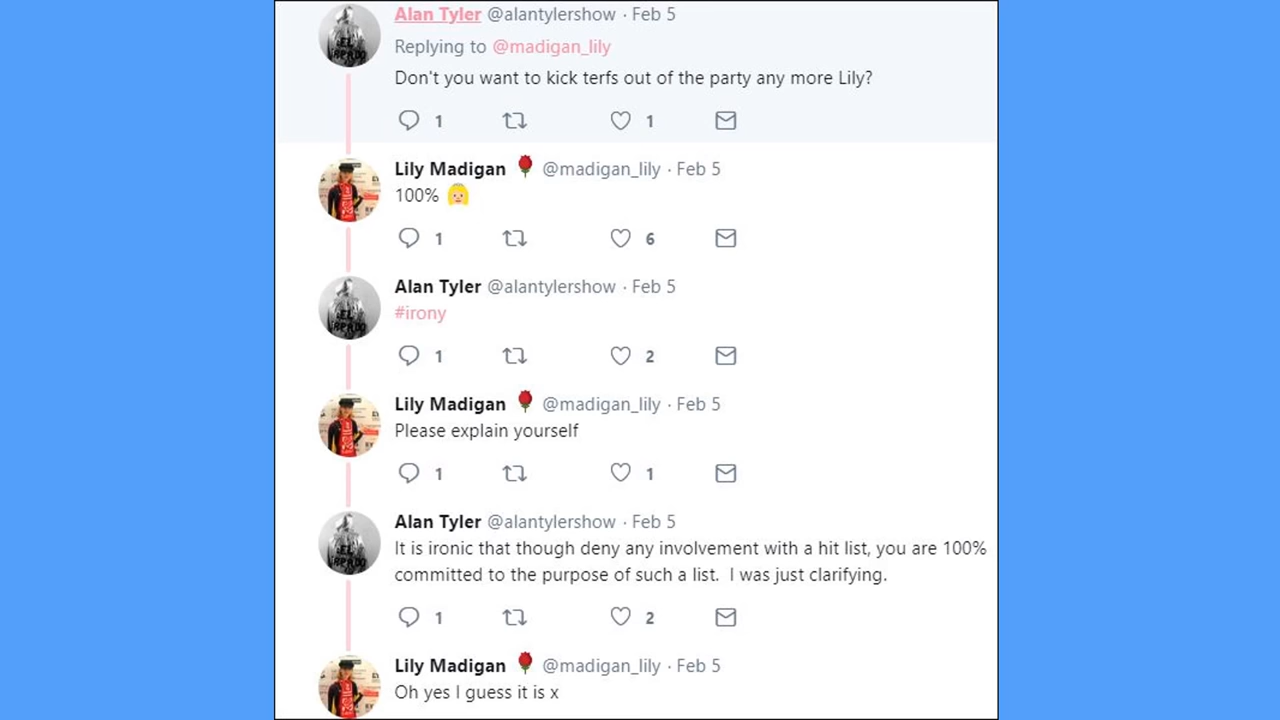 Alan Tyler @alantylershow · Feb 5
Replying to @madigan_lily
Don't you want to kick terfs out of the party any more Lily?
1 1
Lily Madigan 🌹 @madigan_lily · Feb 5
100% 👸
1 6
Alan Tyler @alantylershow · Feb 5
#irony
1 2
Lily Madigan 🌹 @madigan_lily · Feb 5
Please explain yourself
1 1
Alan Tyler @alantylershow · Feb 5
It is ironic that though deny any involvement with a hit list, you are 100%
committed to the purpose of such a list. I was just clarifying.
1 2
Lily Madigan 🌹 @madigan_lily · Feb 5
Oh yes I guess it is x